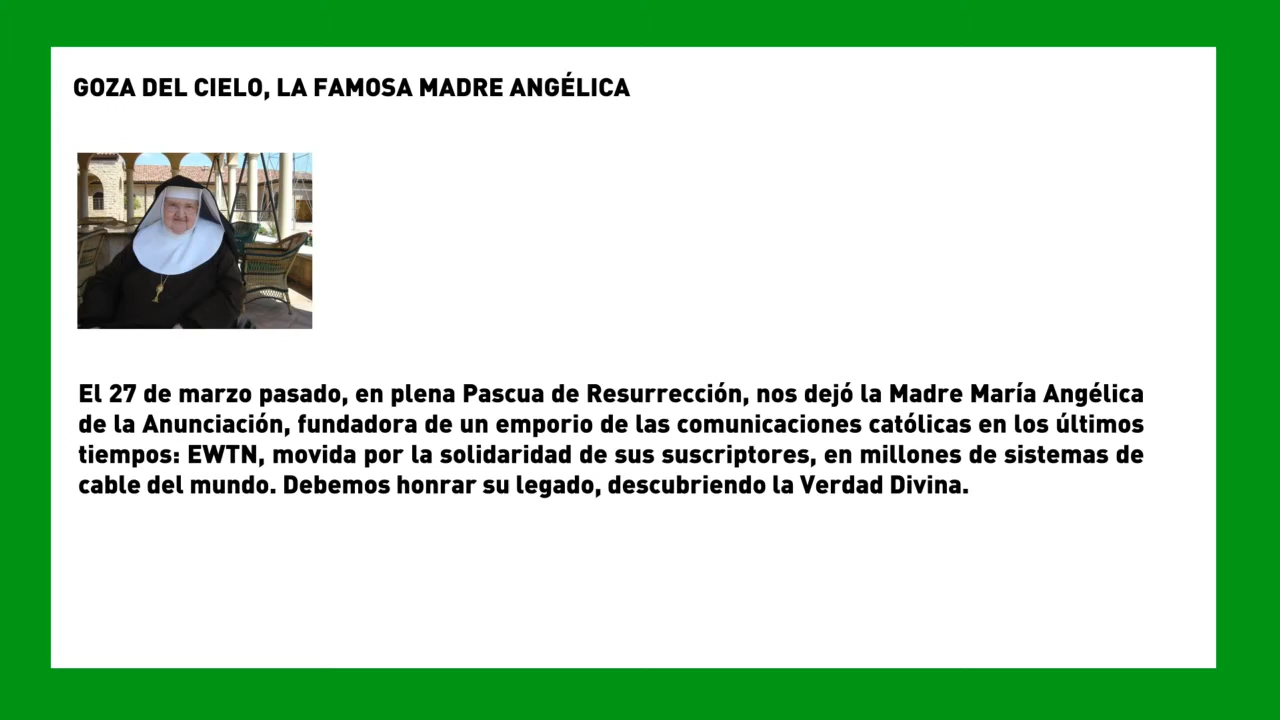 GOZA DEL CIELO, LA FAMOSA MADRE ANGÉLICA
El 27 de marzo pasado, en plena Pascua de Resurrección, nos dejó la Madre María Angélica
de la Anunciación, fundadora de un emporio de las comunicaciones católicas en los últimos
tiempos: EWTN, movida por la solidaridad de sus suscriptores, en millones de sistemas de
cable del mundo. Debemos honrar su legado, descubriendo la Verdad Divina.